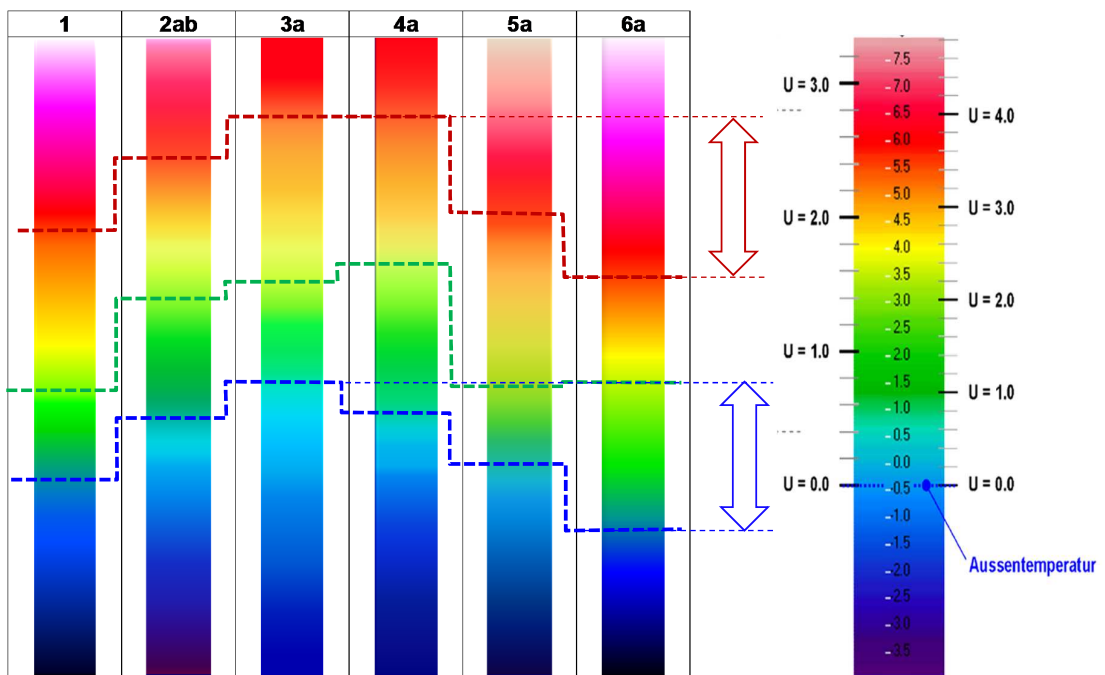 1 2ab 3a 4a 5a 6a
U = 3.0
U = 2.0
U = 1.0
U = 0.0
7.5
7.0
6.5
6.0
5.5
5.0
4.5
4.0
3.5
3.0
2.5
2.0
1.5
1.0
0.5
0.0
-0.5
-1.0
-1.5
-2.0
-2.5
-3.0
-3.5
U = 4.0
U = 3.0
U = 2.0
U = 1.0
U = 0.0
Aussentemperatur